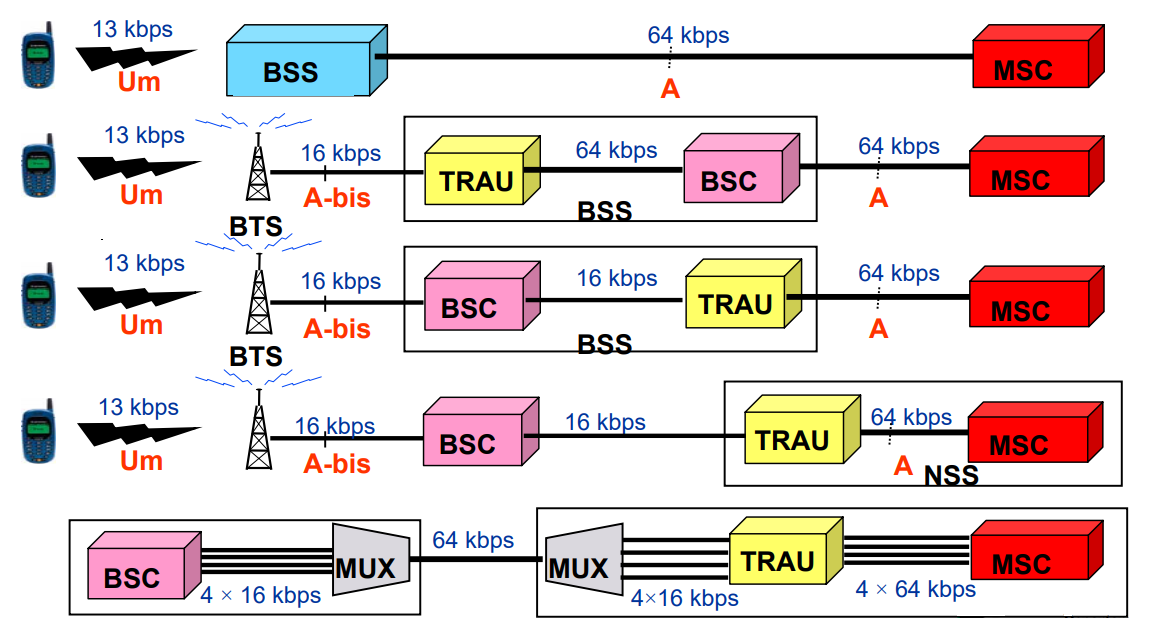 13 kbps
64 kbps
BSS
MSC
Um
A
13 kbps
16 kbps
64 kbps
64 kbps
TRAU
BSC
MSC
Um
A-bis
A
BSS
BTS
13 kbps
16 kbps
16 kbps
64 kbps
BSC
TRAU
MSC
Um
A-bis
A
BSS
BTS
13 kbps
16 kbps
16 kbps
64 kbps
BSC
TRAU
MSC
Um
A-bis
A
NSS
64 kbps
BSC
MUX
MUX
TRAU
MSC
4 × 16 kbps
4×16 kbps
4 × 64 kbps